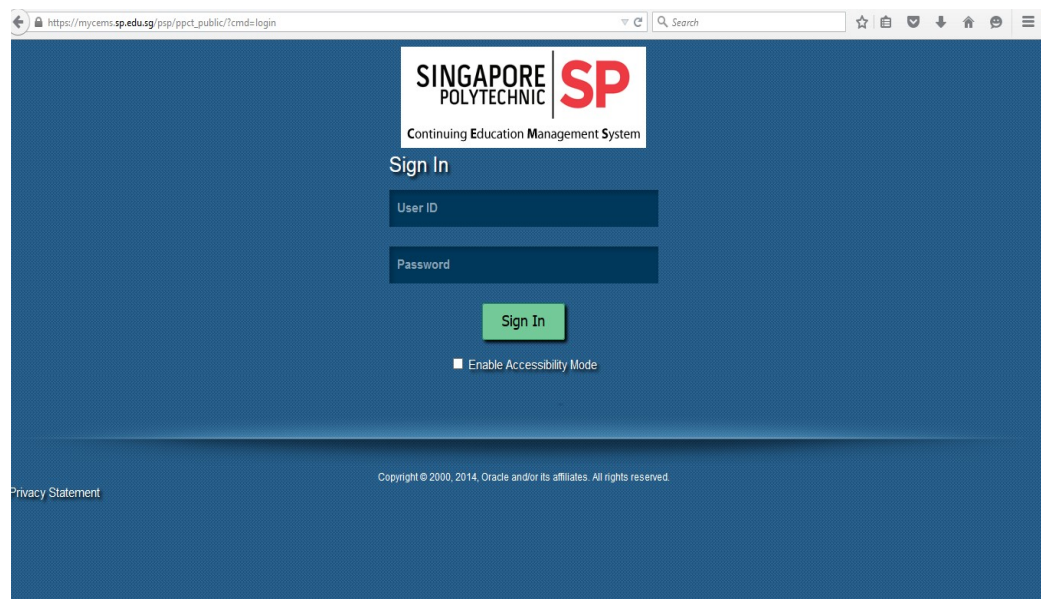 https://mycems.sp.edu.sg/psp/ppct_public/?cmd=login
Search
SINGAPORE
POLYTECHNIC
SP
Continuing Education Management System
Sign In
User ID
Password
Sign In
Enable Accessibility Mode
Copyright © 2000, 2014, Oracle and/or its affiliates. All rights reserved.
Privacy Statement